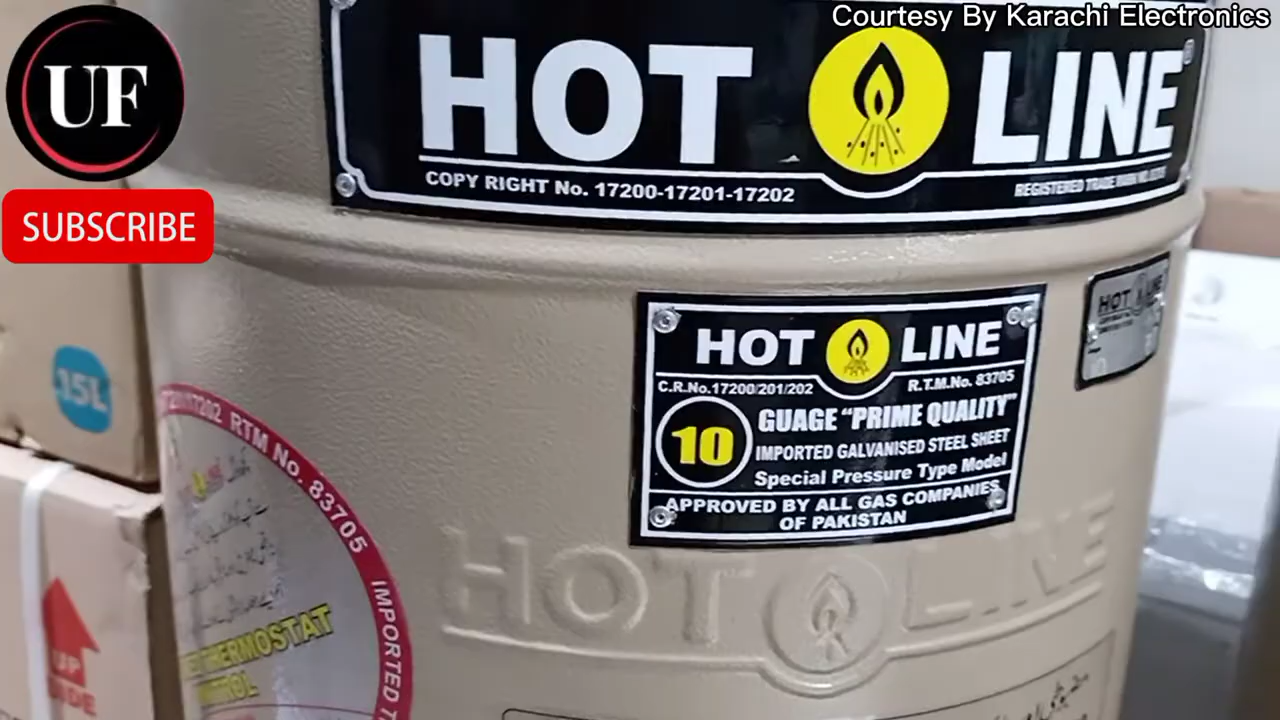 Courtesy By Karachi Electronics
UF
SUBSCRIBE
HOT LINE®
COPY RIGHT No. 17200-17201-17202
REGISTERED TRADE
HOT LINE
C.R.No.17200/201/202
R.T.M.No. 83705
10
GUAGE “PRIME QUALITY”
IMPORTED GALVANISED STEEL SHEET
Special Pressure Type Model
APPROVED BY ALL GAS COMPANIES
OF PAKISTAN
HOT LINE
HOT LINE
15L
17202 RTM No. 83705 IMPORTED
THERMOSTAT
UP